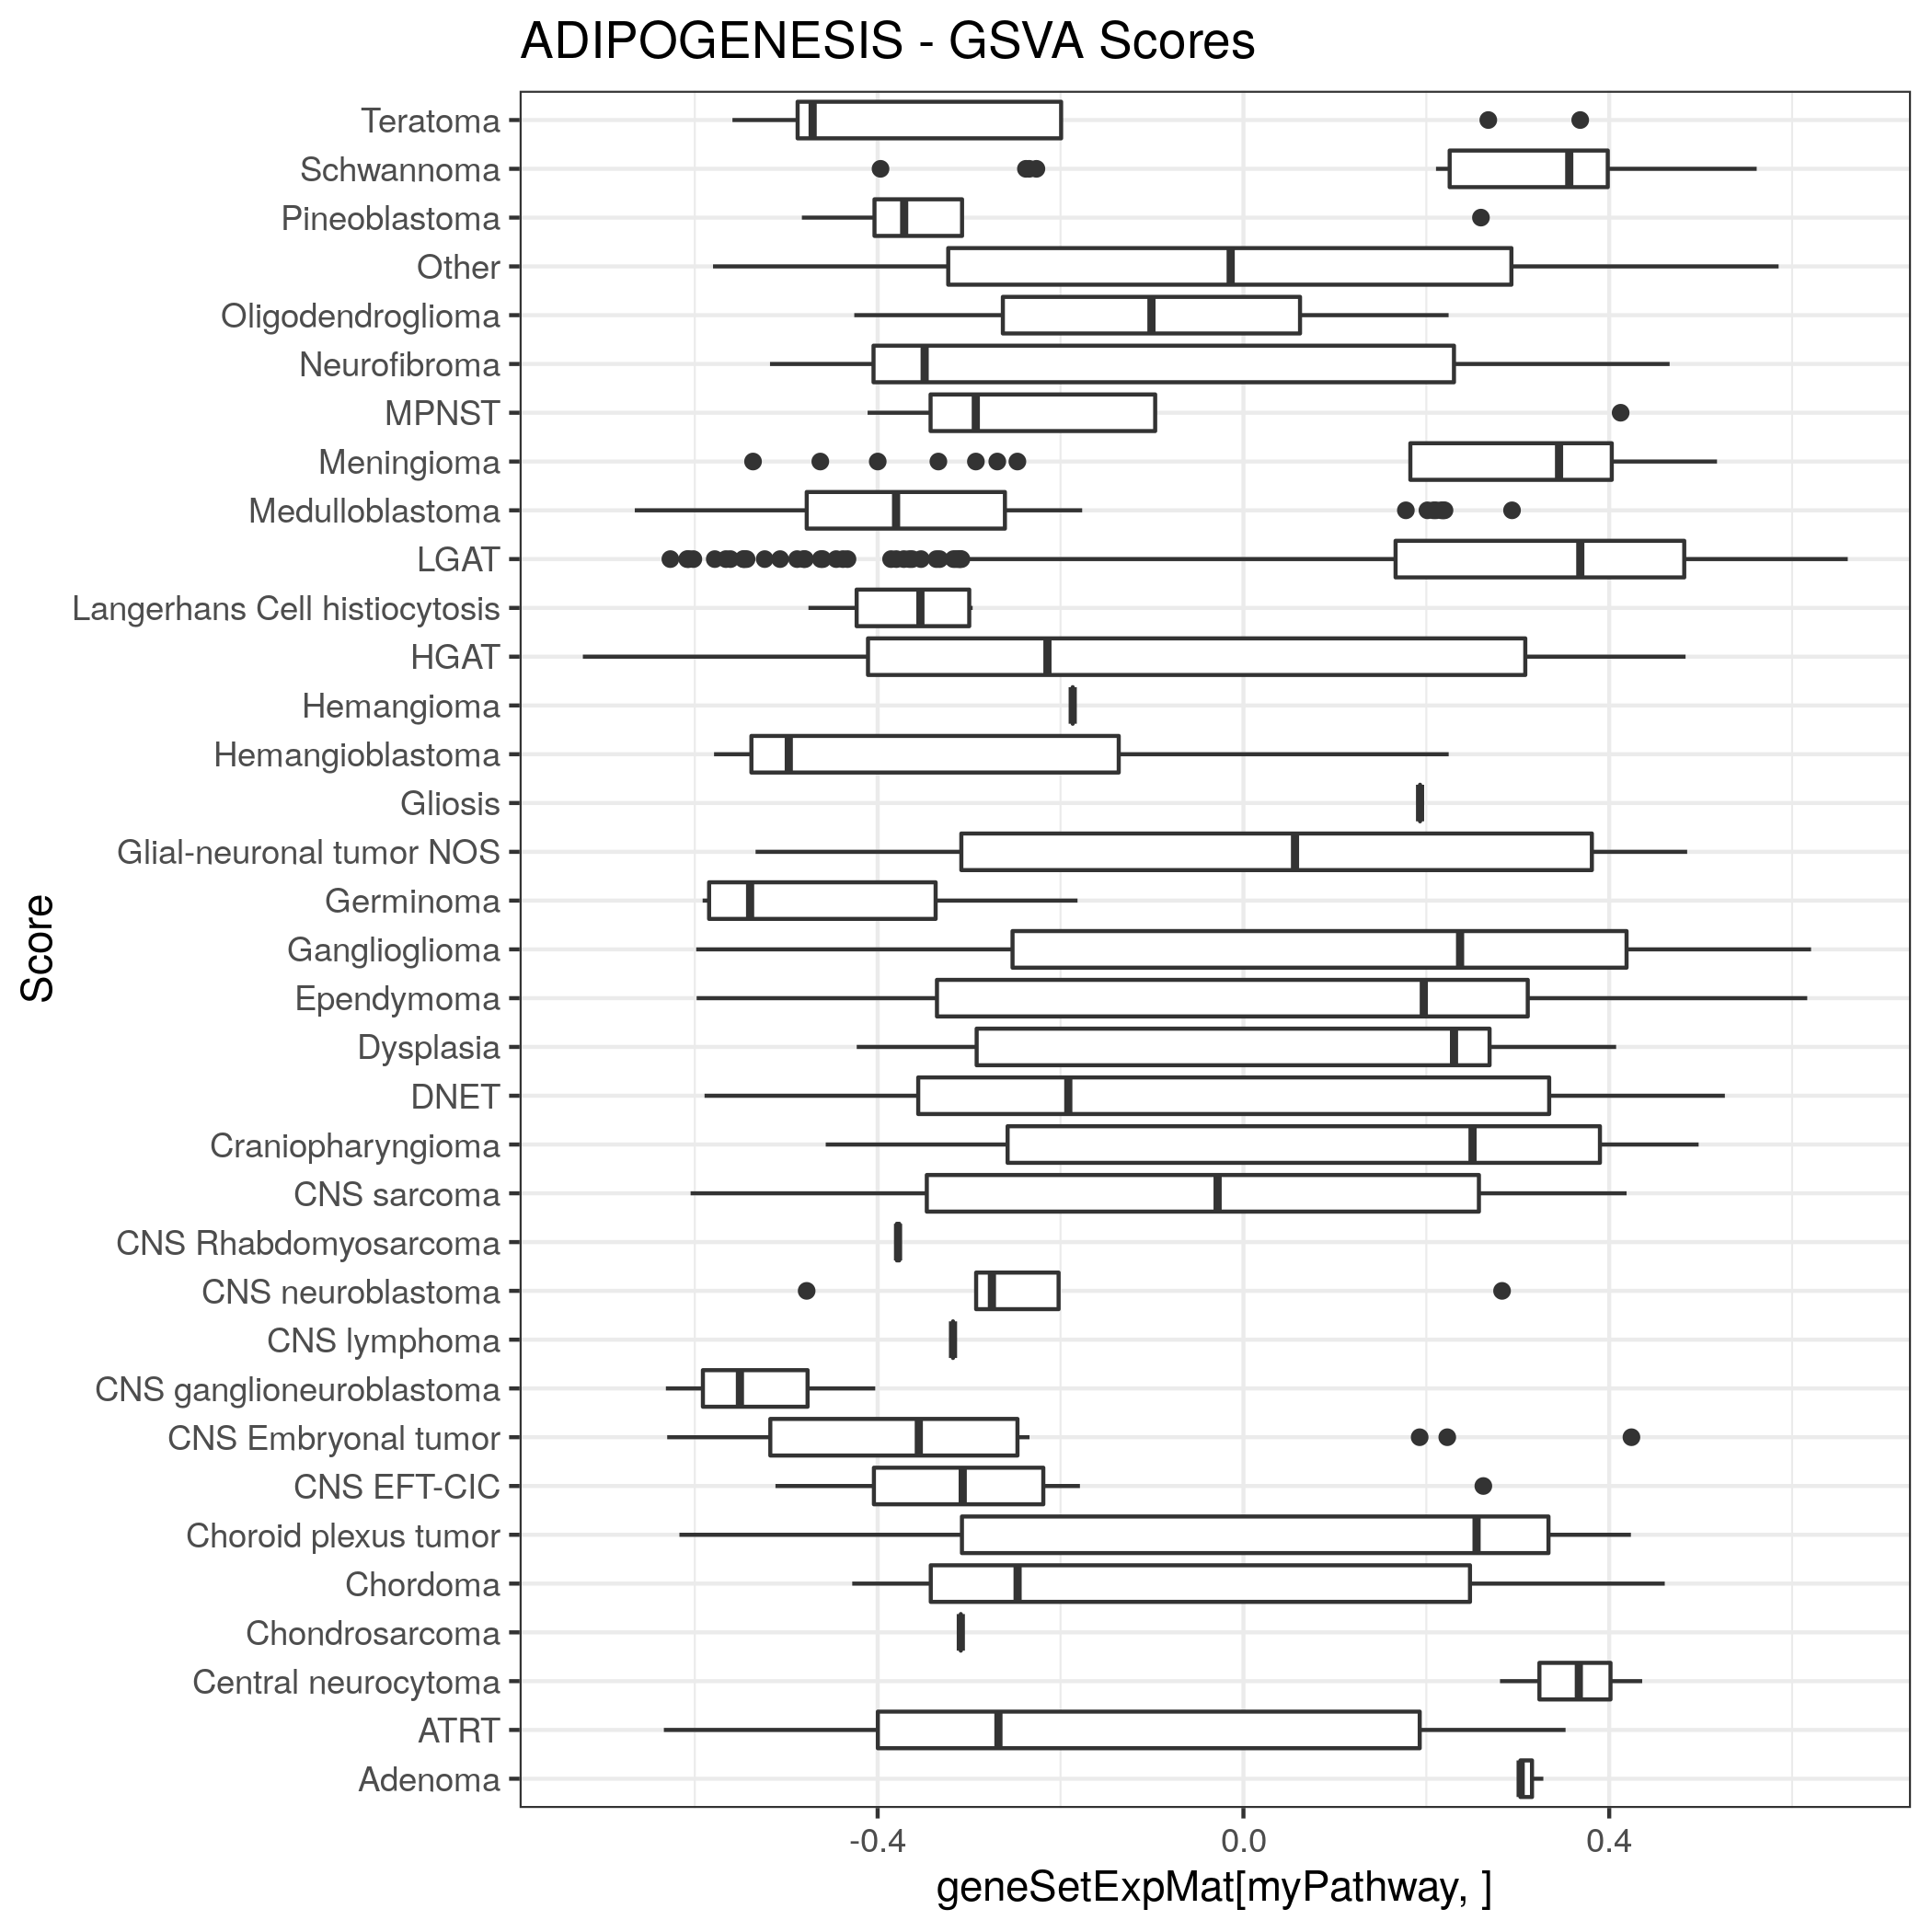 ADIPOGENESIS - GSVA Scores
Teratoma
Schwannoma
Pineoblastoma
Other
Oligodendroglioma
Neurofibroma
MPNST
Meningioma
Medulloblastoma
LGAT
Langerhans Cell histiocytosis
HGAT
Hemangioma
Hemangioblastoma
Gliosis
Glial-neuronal tumor NOS
Germinoma
Ganglioglioma
Ependymoma
Dysplasia
DNET
Craniopharyngioma
CNS sarcoma
CNS Rhabdomyosarcoma
CNS neuroblastoma
CNS lymphoma
CNS ganglioneuroblastoma
CNS Embryonal tumor
CNS EFT-CIC
Choroid plexus tumor
Chordoma
Chondrosarcoma
Central neurocytoma
ATRT
Adenoma
Score
-0.4 0.0 0.4
geneSetExpMat[myPathway, ]